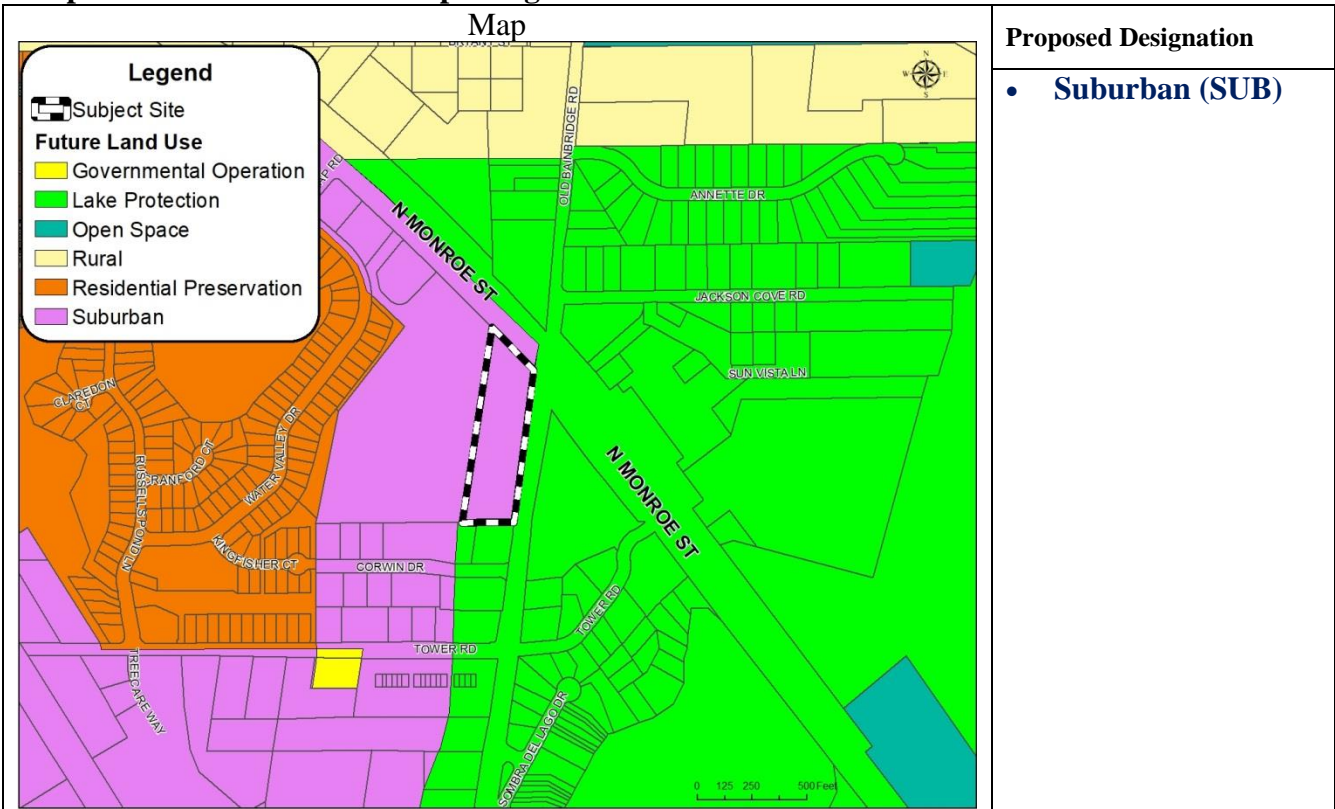 Map
Proposed Designation
• Suburban (SUB)
Legend
Subject Site
Future Land Use
Governmental Operation
Lake Protection
Open Space
Rural
Residential Preservation
Suburban
N
W E
S
OLD BAINBRIDGE RD
ANNETTE DR
N MONROE ST
JACKSON COVE RD
SUN VISTA LN
CLAREDON
CT
CRANFORD CT
WATER VALLEY DR
RUSSELLS POND LN
N MONROE ST
KINGFISHER CT
CORWIN DR
TOWER RD
TOWER RD
TREECARE WAY
SOMBRA DEL LAGO DR
0 125 250 500 Feet